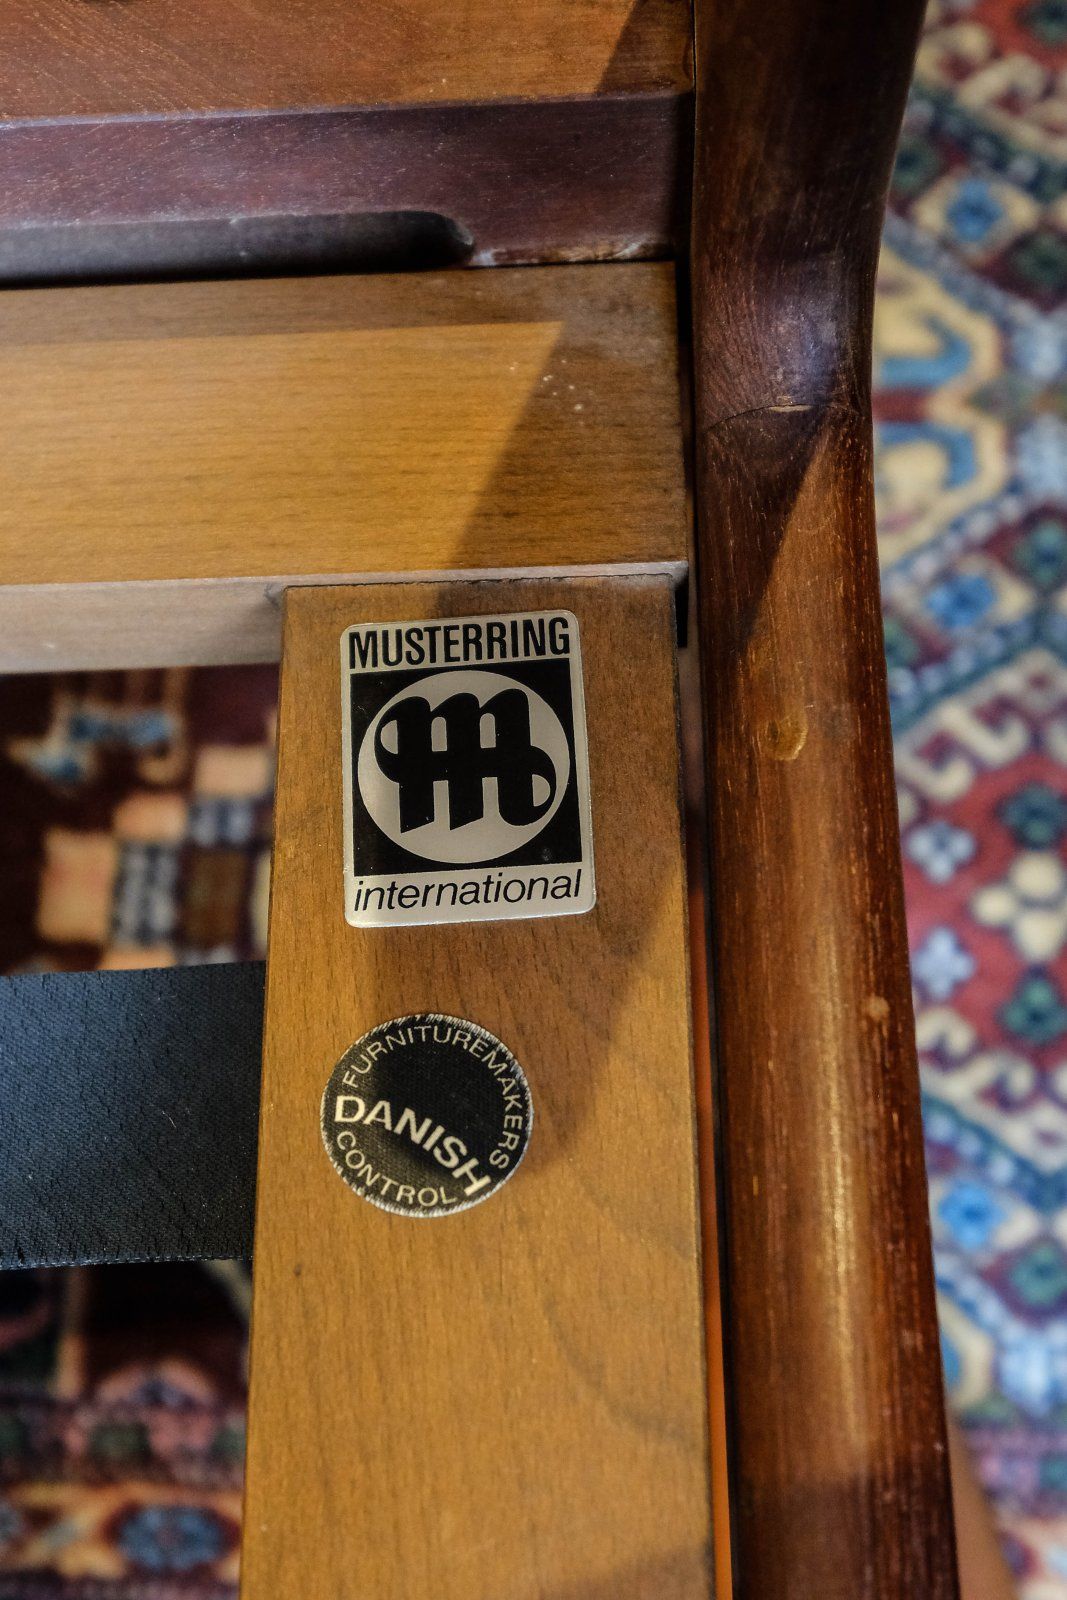 MUSTERRING
m
international
FURNITUREMAKERS
DANISH
CONTROL